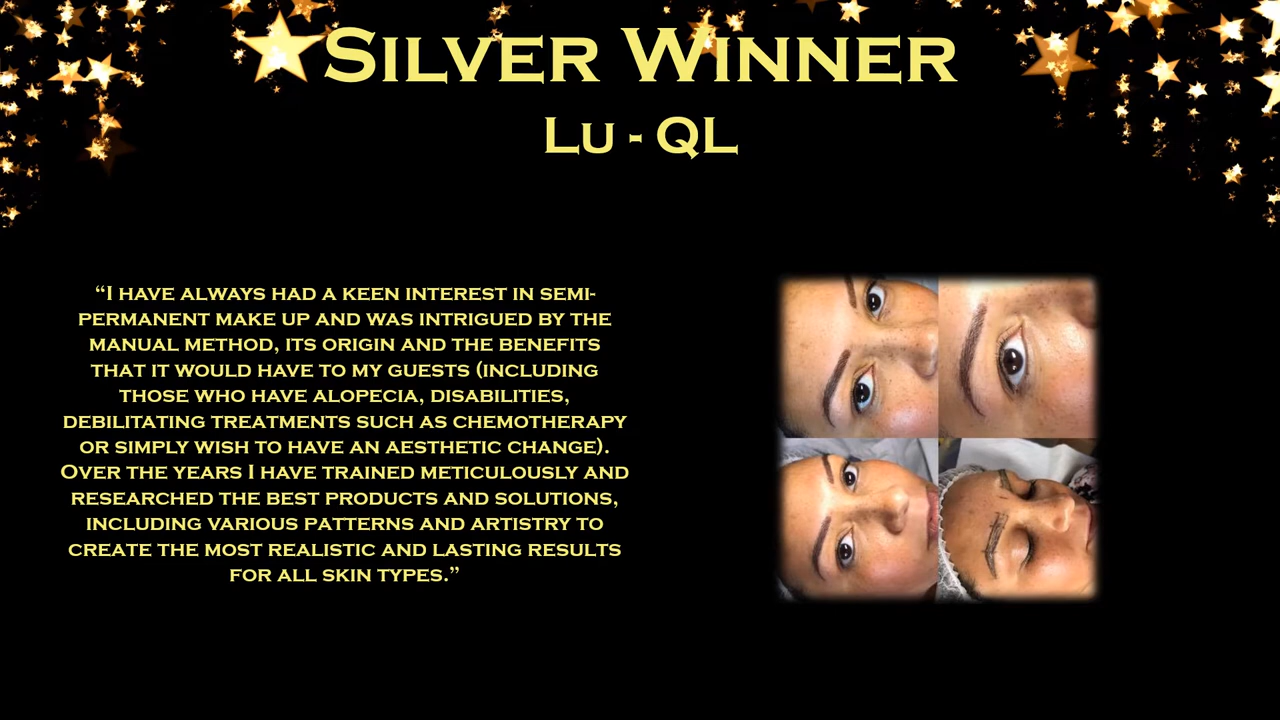 Silver Winner
Lu - QL
“I have always had a keen interest in semi-
permanent make up and was intrigued by the
manual method, its origin and the benefits
that it would have to my guests (including
those who have alopecia, disabilities,
debilitating treatments such as chemotherapy
or simply wish to have an aesthetic change).
Over the years I have trained meticulously and
researched the best products and solutions,
including various patterns and artistry to
create the most realistic and lasting results
for all skin types.”